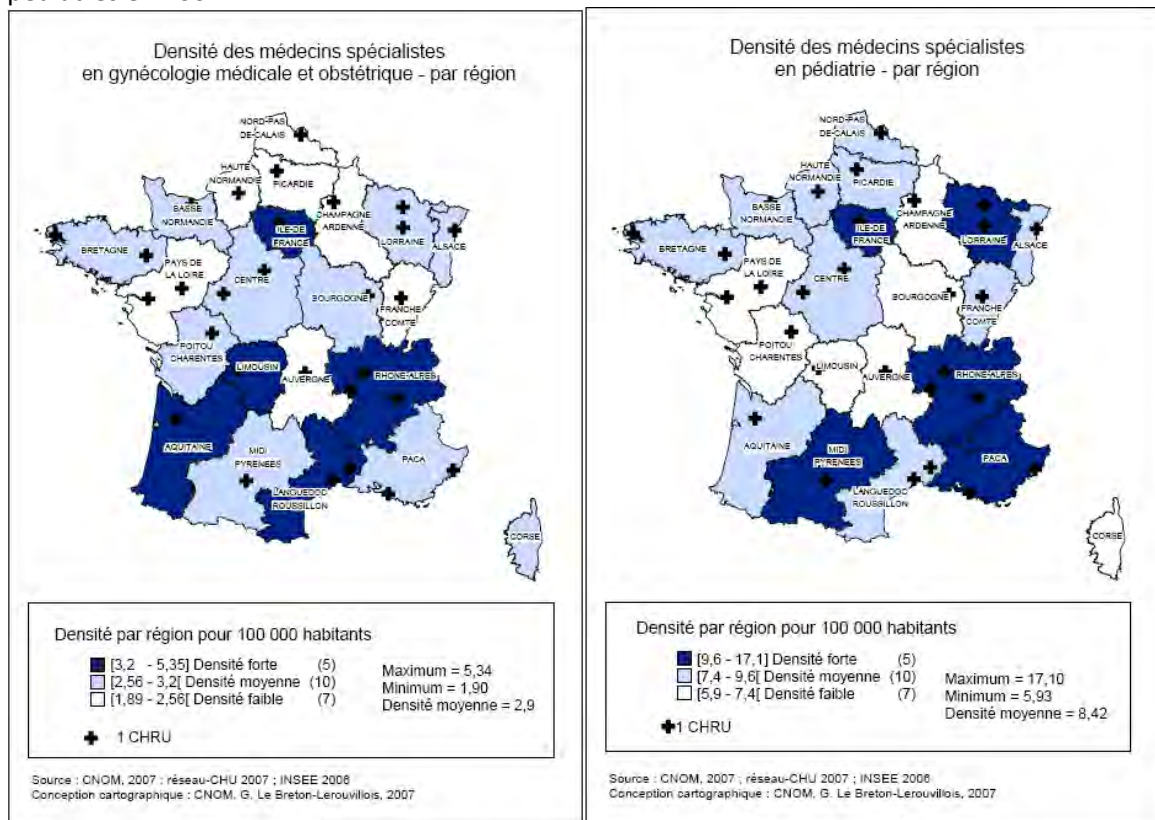 Densité des médecins spécialistes
en gynécologie médicale et obstétrique - par région
NORD-PAS
DE-CALAIS
HAUTE
NORMANDIE
PICARDIE
BASSE
NORMANDIE
CHAMPAGNE
ARDENNE
LORRAINE
ALSACE
ILE-DE
FRANCE
BRETAGNE
PAYS DE
LA LOIRE
CENTRE
BOURGOGNE
FRANCHE
COMTE
POITOU
CHARENTES
LIMOUSIN
AUVERGNE
RHONE-ALPES
AQUITAINE
MIDI
PYRENEES
LANGUEDOC
ROUSSILLON
PACA
CORSE
Densité par région pour 100 000 habitants
[3,2 - 5,35] Densité forte (5)
[2,56 - 3,2[ Densité moyenne (10)
[1,89 - 2,56[ Densité faible (7)
Maximum = 5,34
Minimum = 1,90
Densité moyenne = 2,9
1 CHRU
Source : CNOM, 2007 ; réseau-CHU 2007 ; INSEE 2006
Conception cartographique : CNOM, G. Le Breton-Lerouvillois, 2007
Densité des médecins spécialistes
en pédiatrie - par région
NORD-PAS
DE-CALAIS
HAUTE
NORMANDIE
PICARDIE
BASSE
NORMANDIE
CHAMPAGNE
ARDENNE
LORRAINE
ALSACE
ILE-DE
FRANCE
BRETAGNE
PAYS DE
LA LOIRE
CENTRE
BOURGOGNE
FRANCHE
COMTE
POITOU
CHARENTES
LIMOUSIN
AUVERGNE
RHONE-ALPES
AQUITAINE
MIDI
PYRENEES
LANGUEDOC
ROUSSILLON
PACA
CORSE
Densité par région pour 100 000 habitants
[9,6 - 17,1] Densité forte (5)
[7,4 - 9,6[ Densité moyenne (10)
[5,9 - 7,4[ Densité faible (7)
Maximum = 17,10
Minimum = 5,93
Densité moyenne = 8,42
1 CHRU
Source : CNOM, 2007 ; réseau-CHU 2007 ; INSEE 2006
Conception cartographique : CNOM, G. Le Breton-Lerouvillois, 2007